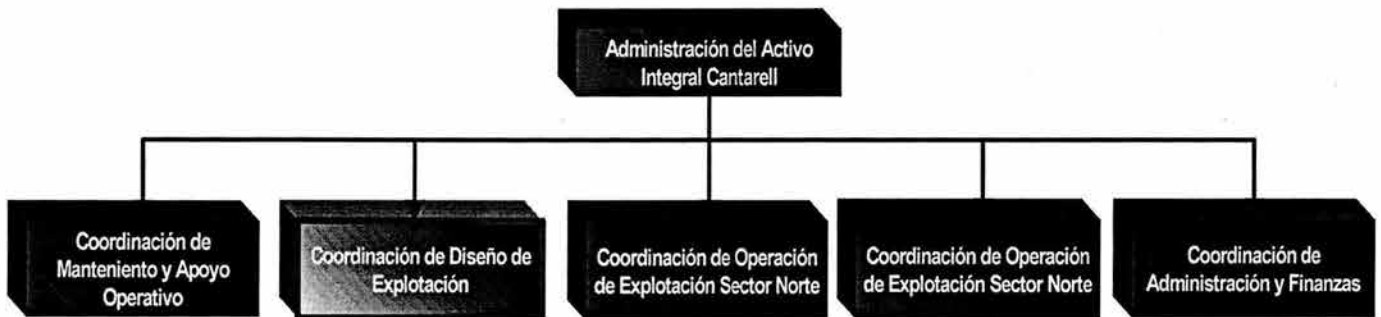 Administración del Activo
Integral Cantarell
Coordinación de
Manteniento y Apoyo
Operativo
Coordinación de Diseño de
Explotación
Coordinación de Operación
de Explotación Sector Norte
Coordinación de Operación
de Explotación Sector Norte
Coordinación de
Administración y Finanzas